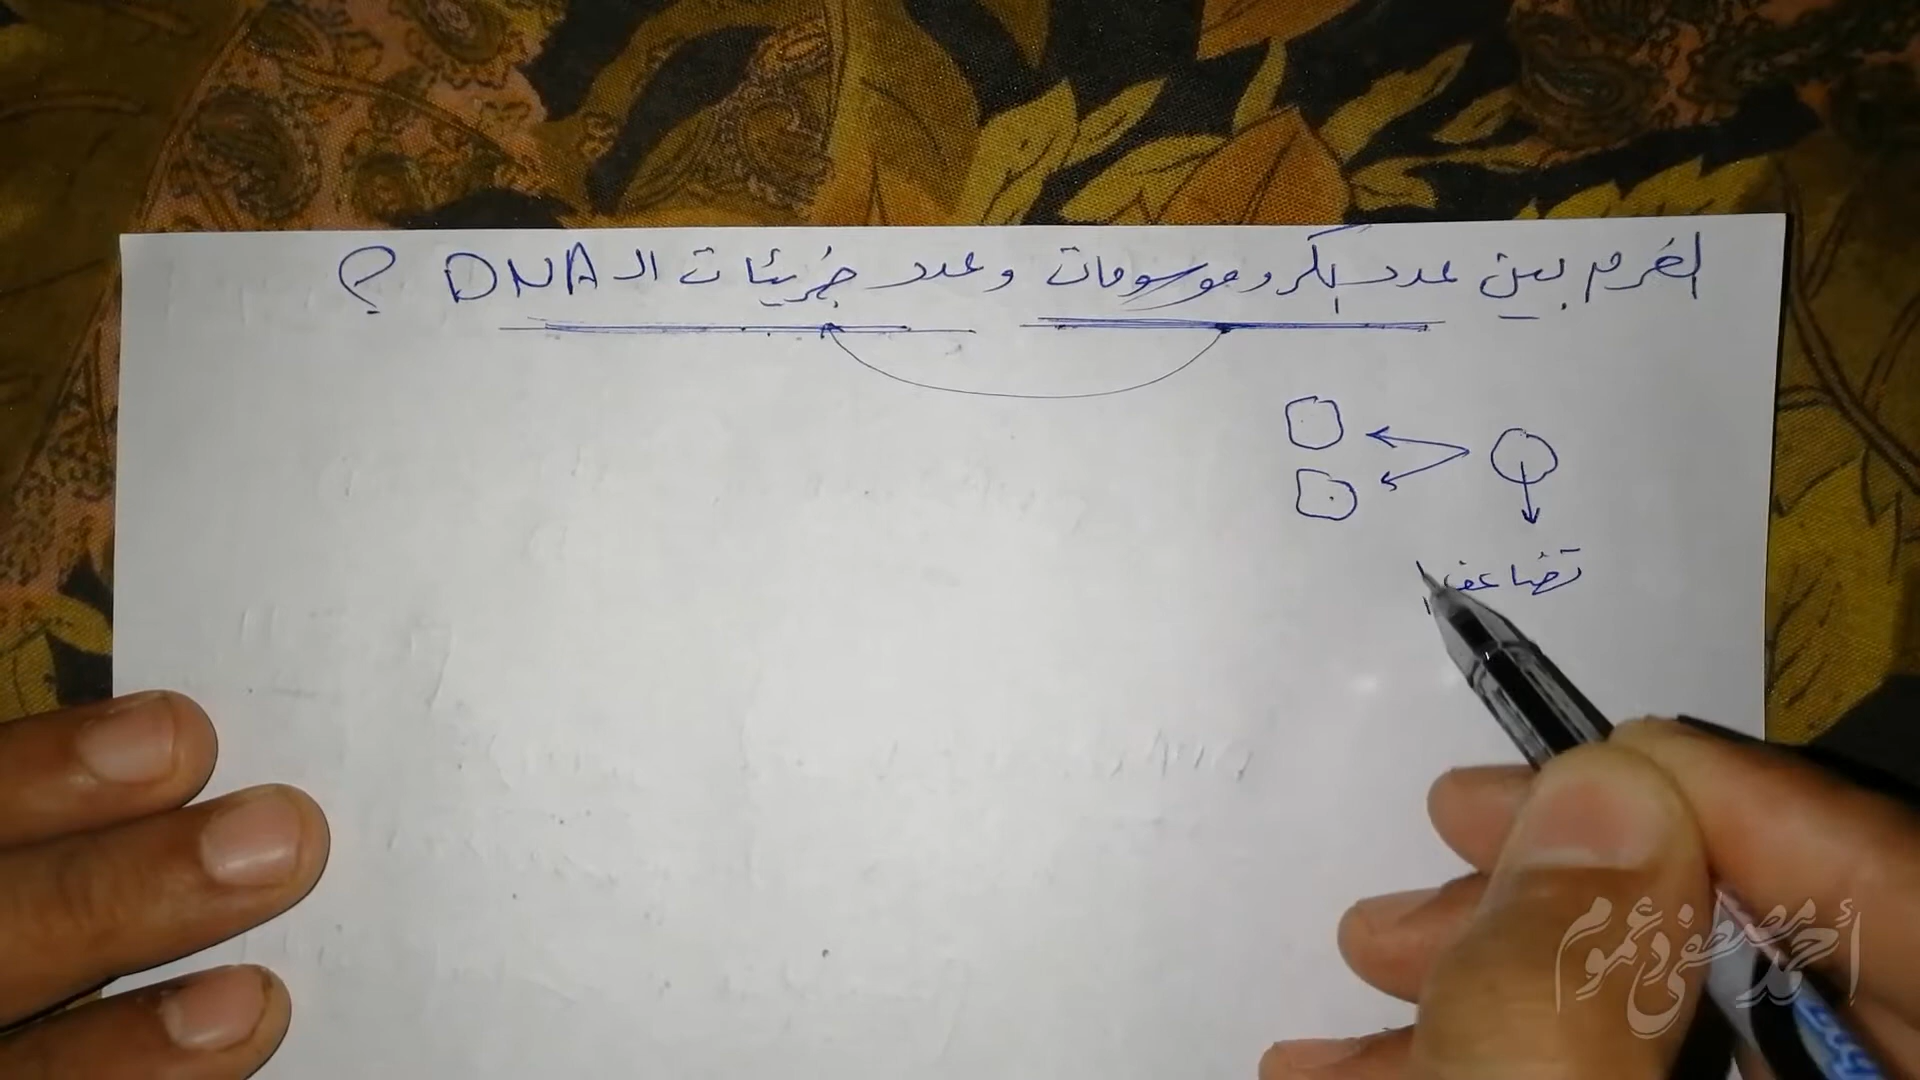 الفرق بين عدد الكروموسومات وعدد جزيئات الـ DNA ؟
تضاعف
أحمد مصطفى دعموم